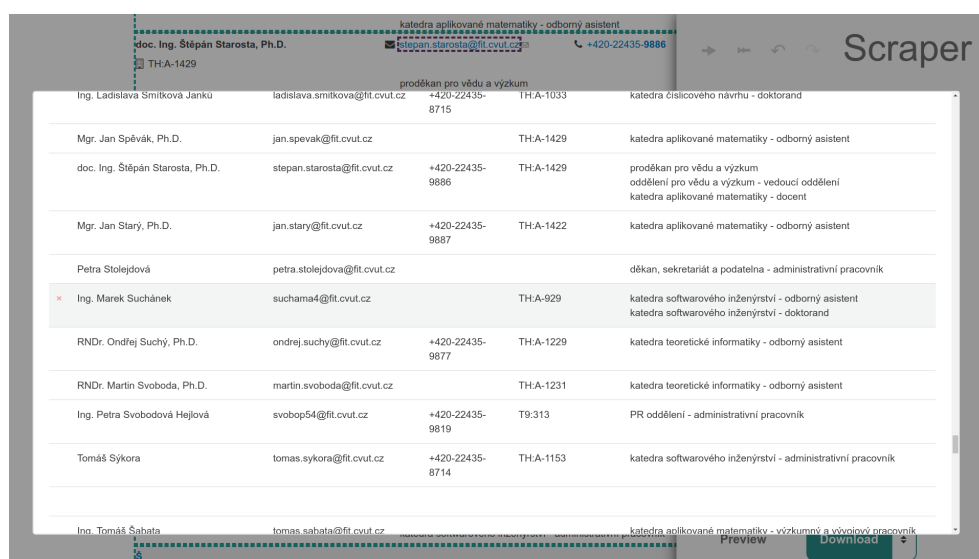 katedra aplikované matematiky - odborný asistent
doc. Ing. Štěpán Starosta, Ph.D. stepan.starosta@fit.cvut.cz +420-22435-9886
TH:A-1429
proděkan pro vědu a výzkum
Scraper
Ing. Ladislava Smítková Janků ladislava.smitkova@fit.cvut.cz +420-22435- TH:A-1033 katedra číslicového návrhu - doktorand
8715
Mgr. Jan Spěvák, Ph.D. jan.spevak@fit.cvut.cz TH:A-1429 katedra aplikované matematiky - odborný asistent
doc. Ing. Štěpán Starosta, Ph.D. stepan.starosta@fit.cvut.cz +420-22435- TH:A-1429 proděkan pro vědu a výzkum
9886 oddělení pro vědu a výzkum - vedoucí oddělení
katedra aplikované matematiky - docent
Mgr. Jan Starý, Ph.D. jan.stary@fit.cvut.cz +420-22435- TH:A-1422 katedra aplikované matematiky - odborný asistent
9887
Petra Stolejdová petra.stolejdova@fit.cvut.cz děkan, sekretariát a podatelna - administrativní pracovník
× Ing. Marek Suchánek suchama4@fit.cvut.cz TH:A-929 katedra softwarového inženýrství - odborný asistent
katedra softwarového inženýrství - doktorand
RNDr. Ondřej Suchý, Ph.D. ondrej.suchy@fit.cvut.cz +420-22435- TH:A-1229 katedra teoretické informatiky - odborný asistent
9877
RNDr. Martin Svoboda, Ph.D. martin.svoboda@fit.cvut.cz TH:A-1231 katedra teoretické informatiky - odborný asistent
Ing. Petra Svobodová Hejlová svobop54@fit.cvut.cz +420-22435- T9:313 PR oddělení - administrativní pracovník
9819
Tomáš Sýkora tomas.sykora@fit.cvut.cz +420-22435- TH:A-1153 katedra softwarového inženýrství - administrativní pracovník
8714
Ing. Tomáš Šabata tomas.sabata@fit.cvut.cz katedra aplikované matematiky - výzkumný a vývojový pracovník
katedra softwarového inženýrství - administrativní pracovník
Preview Download
Š